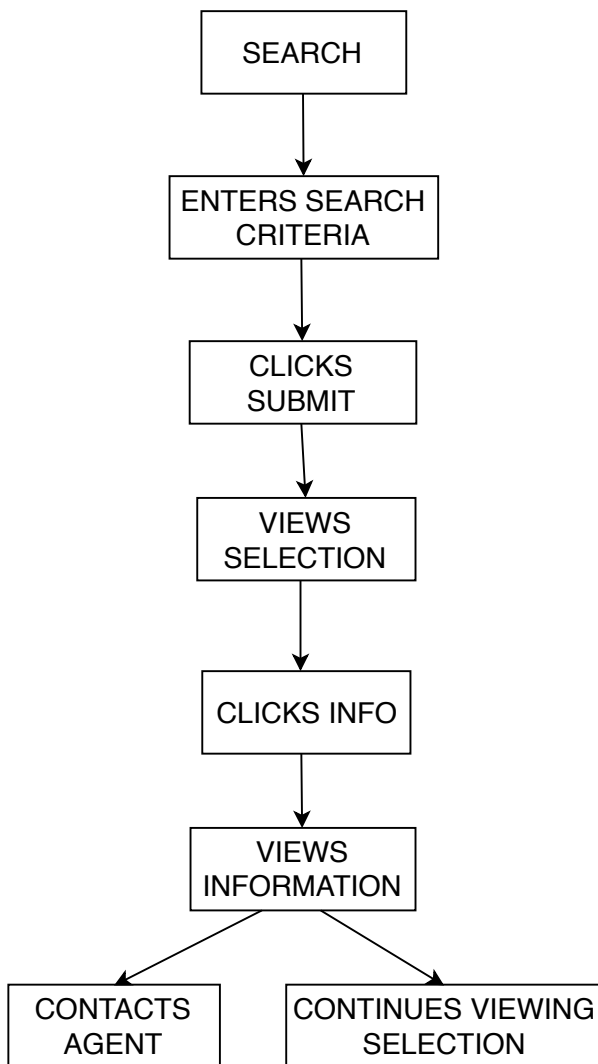 SEARCH
ENTERS SEARCH
CRITERIA
CLICKS
SUBMIT
VIEWS
SELECTION
CLICKS INFO
VIEWS
INFORMATION
CONTACTS
AGENT
CONTINUES VIEWING
SELECTION